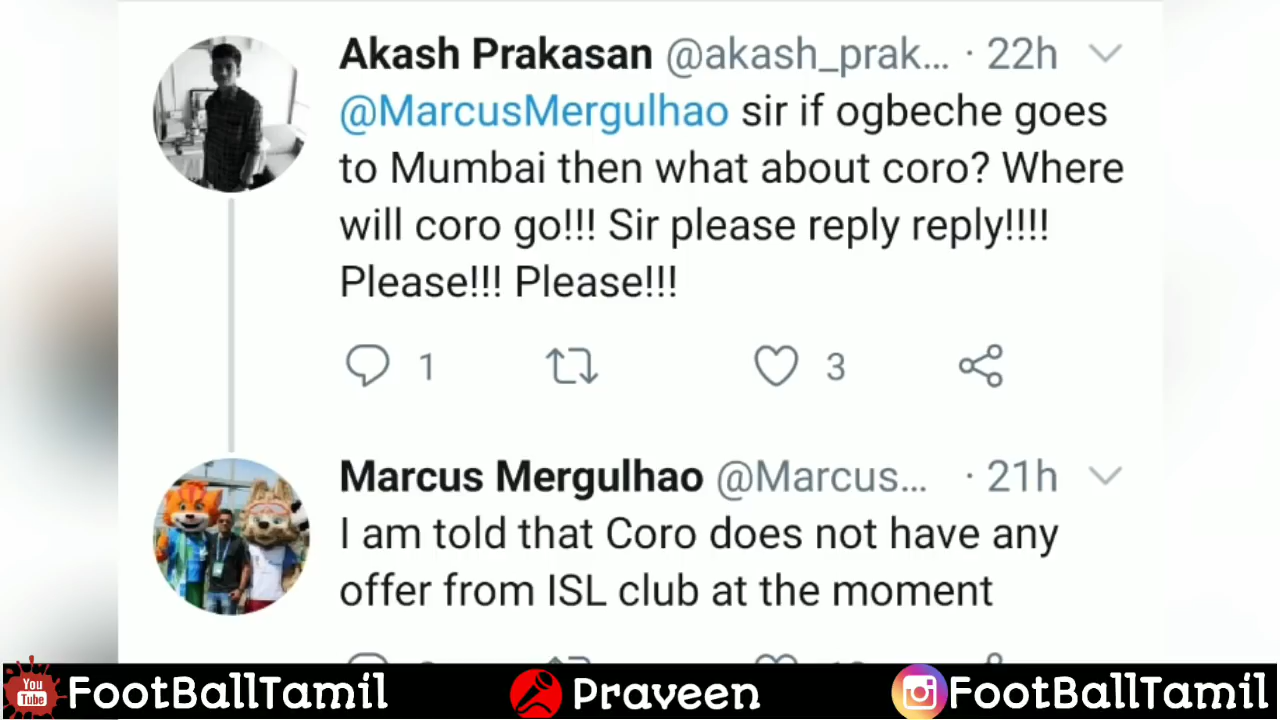 Akash Prakasan @akash_prak... · 22h
@MarcusMergulhao sir if ogbeche goes
to Mumbai then what about coro? Where
will coro go!!! Sir please reply reply!!!!
Please!!! Please!!!
1 3
Marcus Mergulhao @Marcus... · 21h
I am told that Coro does not have any
offer from ISL club at the moment
You Tube FootBallTamil Praveen FootBallTamil